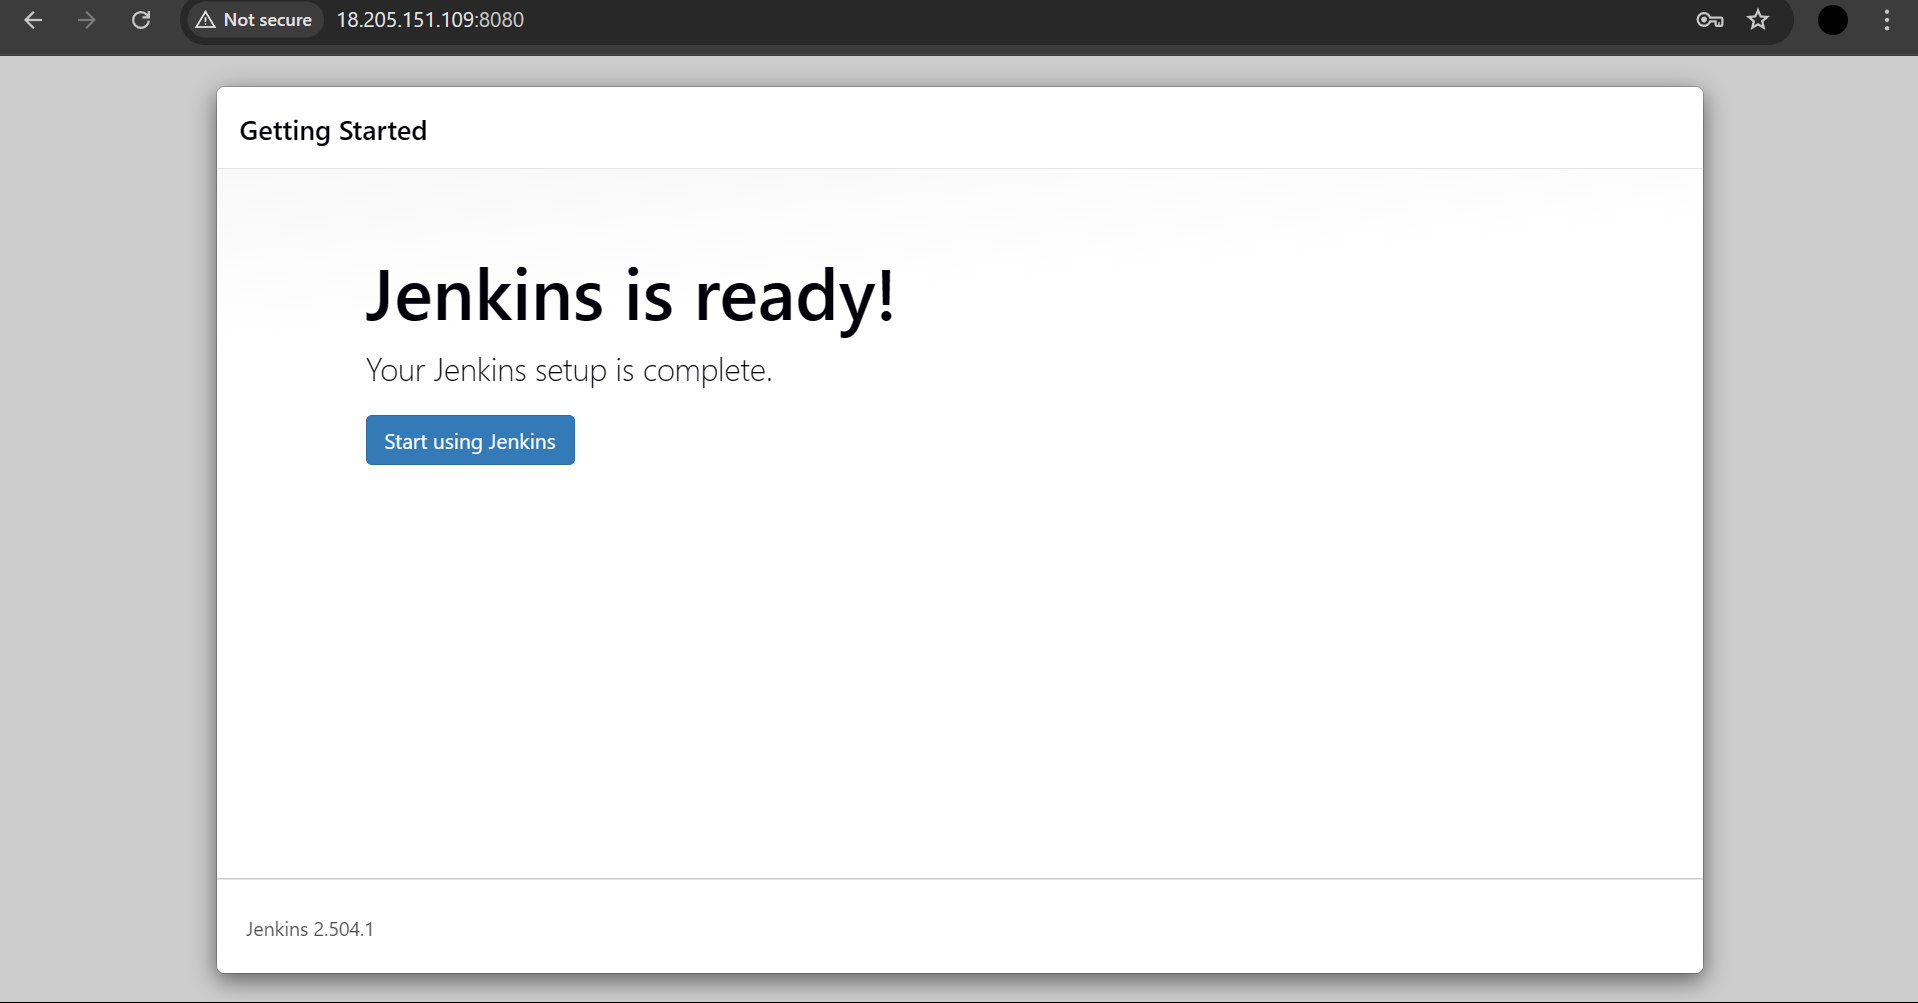 Not secure 18.205.151.109:8080
Getting Started
Jenkins is ready!
Your Jenkins setup is complete.
Start using Jenkins
Jenkins 2.504.1